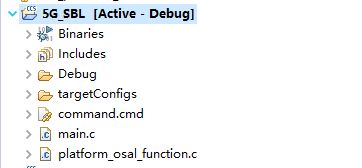 5G_SBL [Active - Debug]
Binaries
Includes
Debug
targetConfigs
command.cmd
main.c
platform_osal_function.c